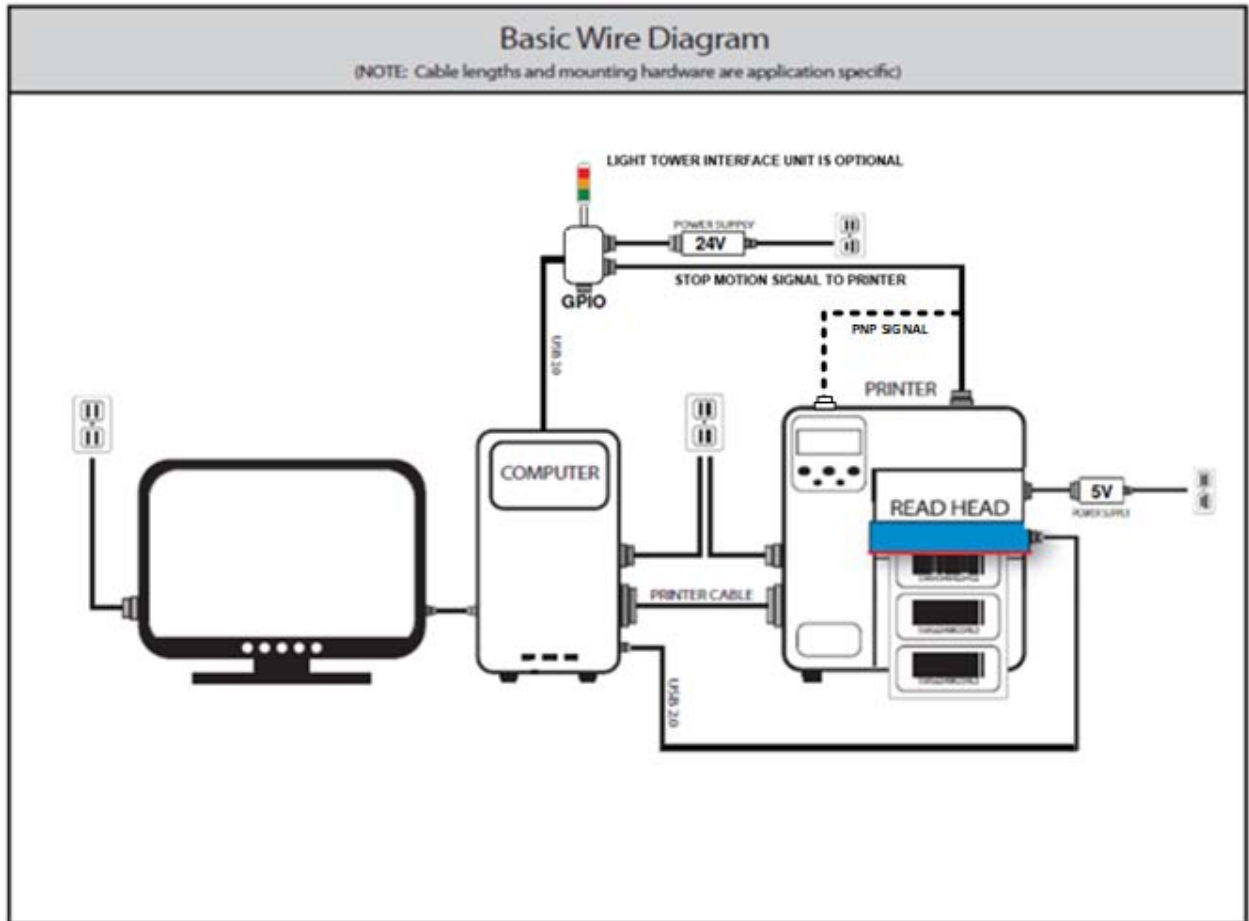 Basic Wire Diagram
(NOTE: Cable lengths and mounting hardware are application specific)
LIGHT TOWER INTERFACE UNIT IS OPTIONAL
POWER SUPPLY
24V
STOP MOTION SIGNAL TO PRINTER
GPIO
PNP SIGNAL
USB 2.0
PRINTER
COMPUTER
READ HEAD
5V
POWER SUPPLY
PRINTER CABLE
USB 2.0